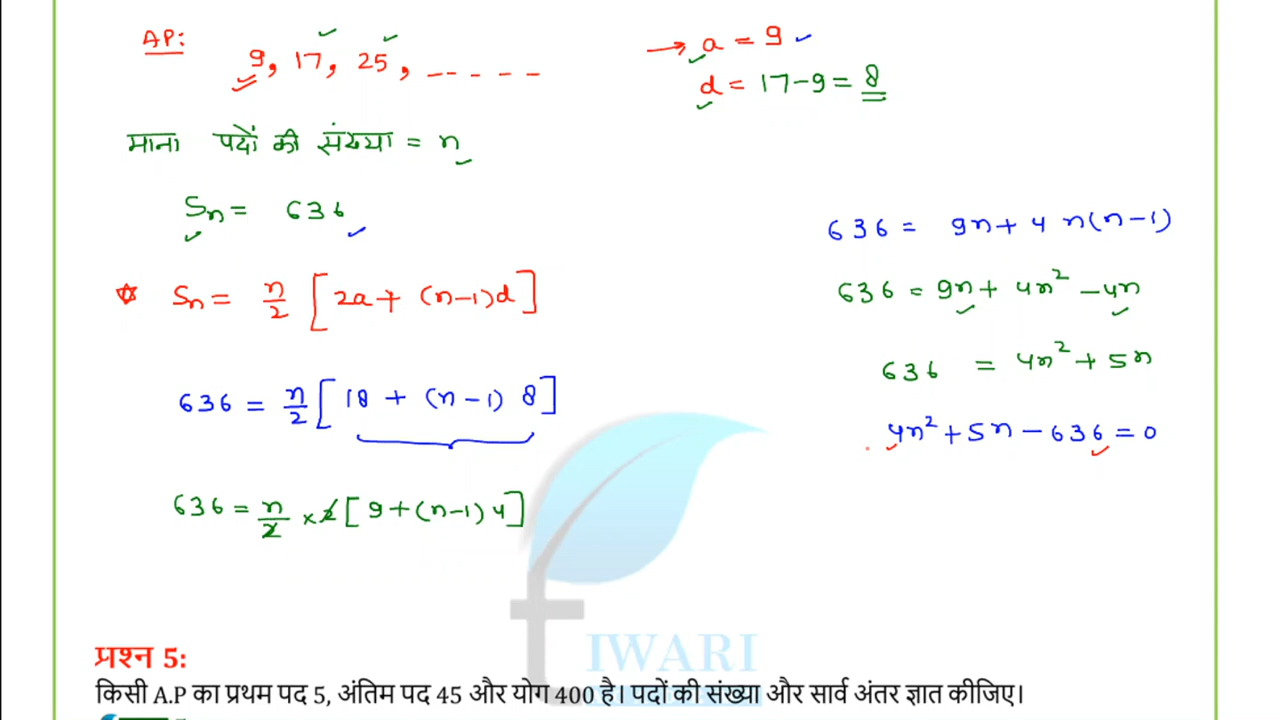 AP:
9, 17, 25, -----
a = 9
d = 17-9 = 8
माना पदों की संख्या = n
Sn = 636
Sn = n/2 [2a + (n-1)d]
636 = n/2 [18 + (n-1) 8]
636 = n/2 × 2 [9+(n-1)4]
636 = 9n + 4 n(n-1)
636 = 9n + 4n² - 4n
636 = 4n² + 5n
4n² + 5n - 636 = 0
IWARI
प्रश्न 5:
किसी A.P का प्रथम पद 5, अंतिम पद 45 और योग 400 है। पदों की संख्या और सार्व अंतर ज्ञात कीजिए।